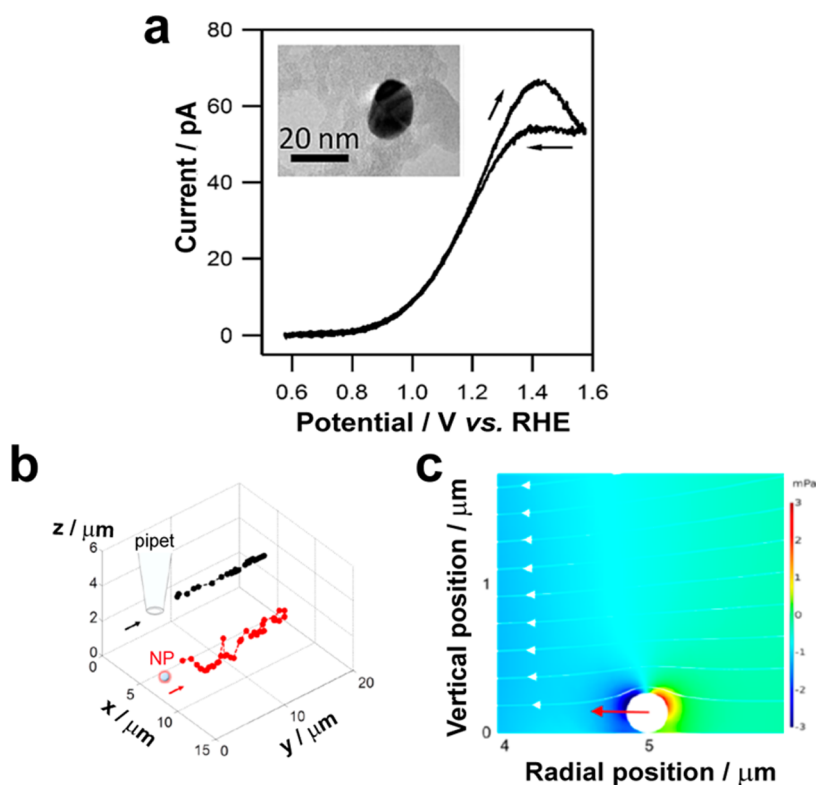 a
80
60
40
20
0
Current / pA
20 nm
0.6 0.8 1.0 1.2 1.4 1.6
Potential / V vs. RHE
b
z / μm
6
4
2
0
pipet
NP
0
5
10
15
x / μm
0
10
20
y / μm
c
Vertical position / μm
1
0
4 5
Radial position / μm
mPa
3
2
1
0
-1
-2
-3